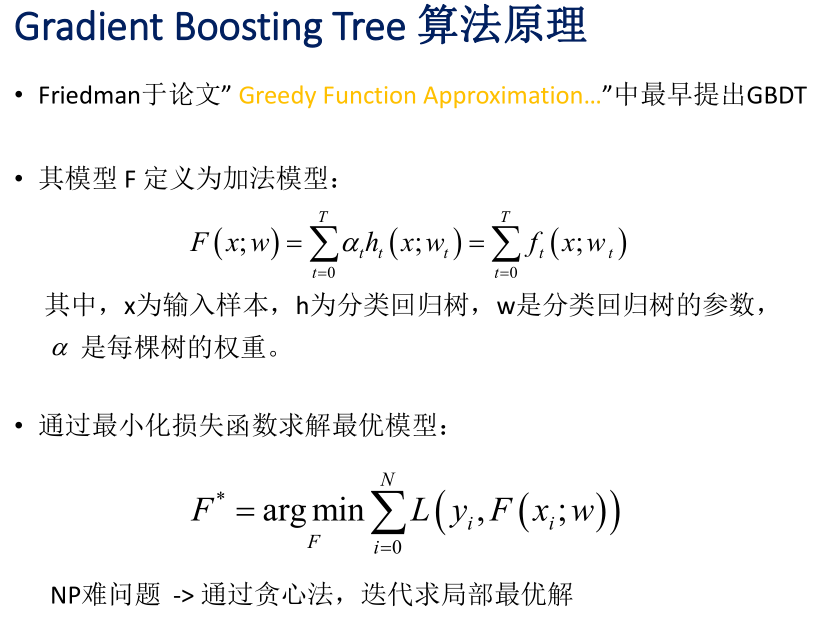 Gradient Boosting Tree 算法原理
• Friedman于论文” Greedy Function Approximation…”中最早提出GBDT
• 其模型 F 定义为加法模型：
F(x;w) = ∑_{t=0}^{T} α_t h_t(x;w_t) = ∑_{t=0}^{T} f_t(x;w_t)
其中，x为输入样本，h为分类回归树，w是分类回归树的参数，
α 是每棵树的权重。
• 通过最小化损失函数求解最优模型：
F^* = arg min_F ∑_{i=0}^{N} L(y_i, F(x_i;w))
NP难问题 -> 通过贪心法，迭代求局部最优解